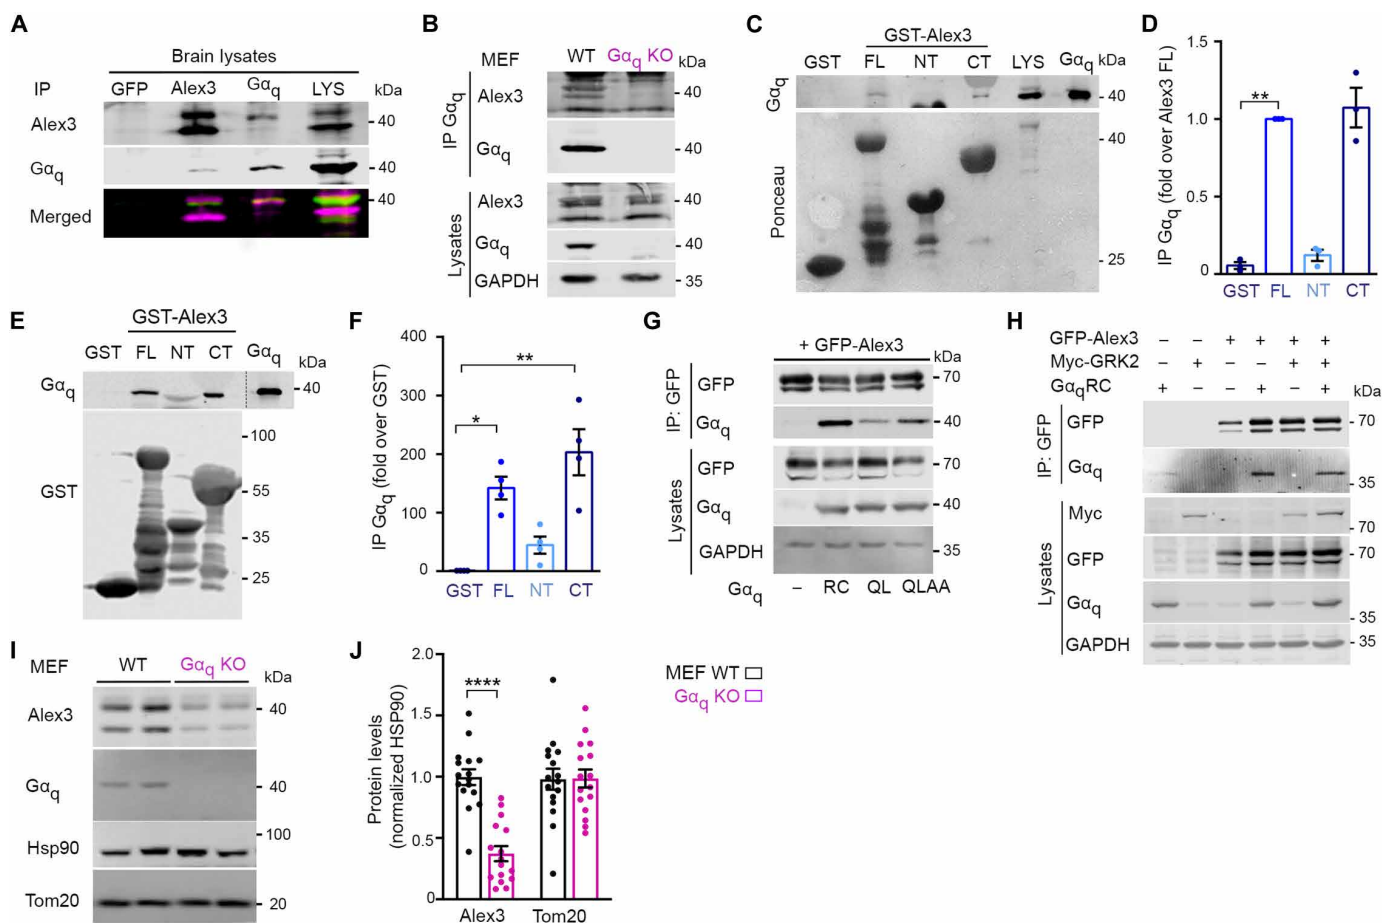 A
Brain lysates
IP GFP Alex3 Gαq LYS kDa
Alex3
40
Gαq
40
Merged
40
B
MEF WT Gαq KO kDa
IP Gαq
Alex3
40
Gαq
40
Lysates
Alex3
40
Gαq
40
GAPDH
35
C
GST-Alex3
GST FL NT CT LYS Gαq kDa
Gαq
40
Ponceau
40
25
D
IP Gαq (fold over Alex3 FL)
1.5
1.0
0.5
0
**
GST FL NT CT
E
GST-Alex3
GST FL NT CT Gαq kDa
Gαq
40
GST
100
55
35
25
F
IP Gαq (fold over GST)
400
300
200
100
0
**
*
GST FL NT CT
G
+ GFP-Alex3
kDa
IP: GFP
GFP
70
Gαq
40
Lysates
GFP
70
Gαq
40
GAPDH
35
Gαq – RC QL QLAA
H
GFP-Alex3 – – + + + +
Myc-GRK2 – + – – + +
GαqRC + – – + – + kDa
IP: GFP
GFP
70
Gαq
35
Lysates
Myc
70
GFP
70
Gαq
35
GAPDH
35
I
MEF WT Gαq KO
kDa
Alex3
40
Gαq
40
100
Hsp90
Tom20
20
J
Protein levels
(normalized HSP90)
2.0
1.5
1.0
0.5
0
****
Alex3 Tom20
MEF WT
Gαq KO